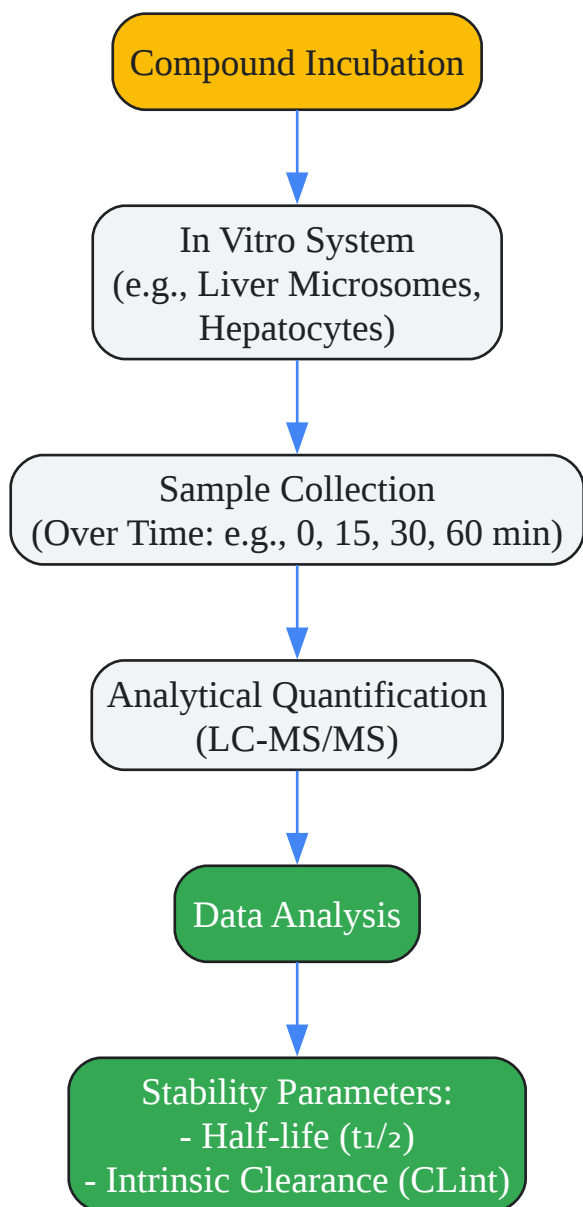 Compound Incubation
In Vitro System
(e.g., Liver Microsomes,
Hepatocytes)
Sample Collection
(Over Time: e.g., 0, 15, 30, 60 min)
Analytical Quantification
(LC-MS/MS)
Data Analysis
Stability Parameters:
- Half-life (t₁/₂)
- Intrinsic Clearance (CLint)